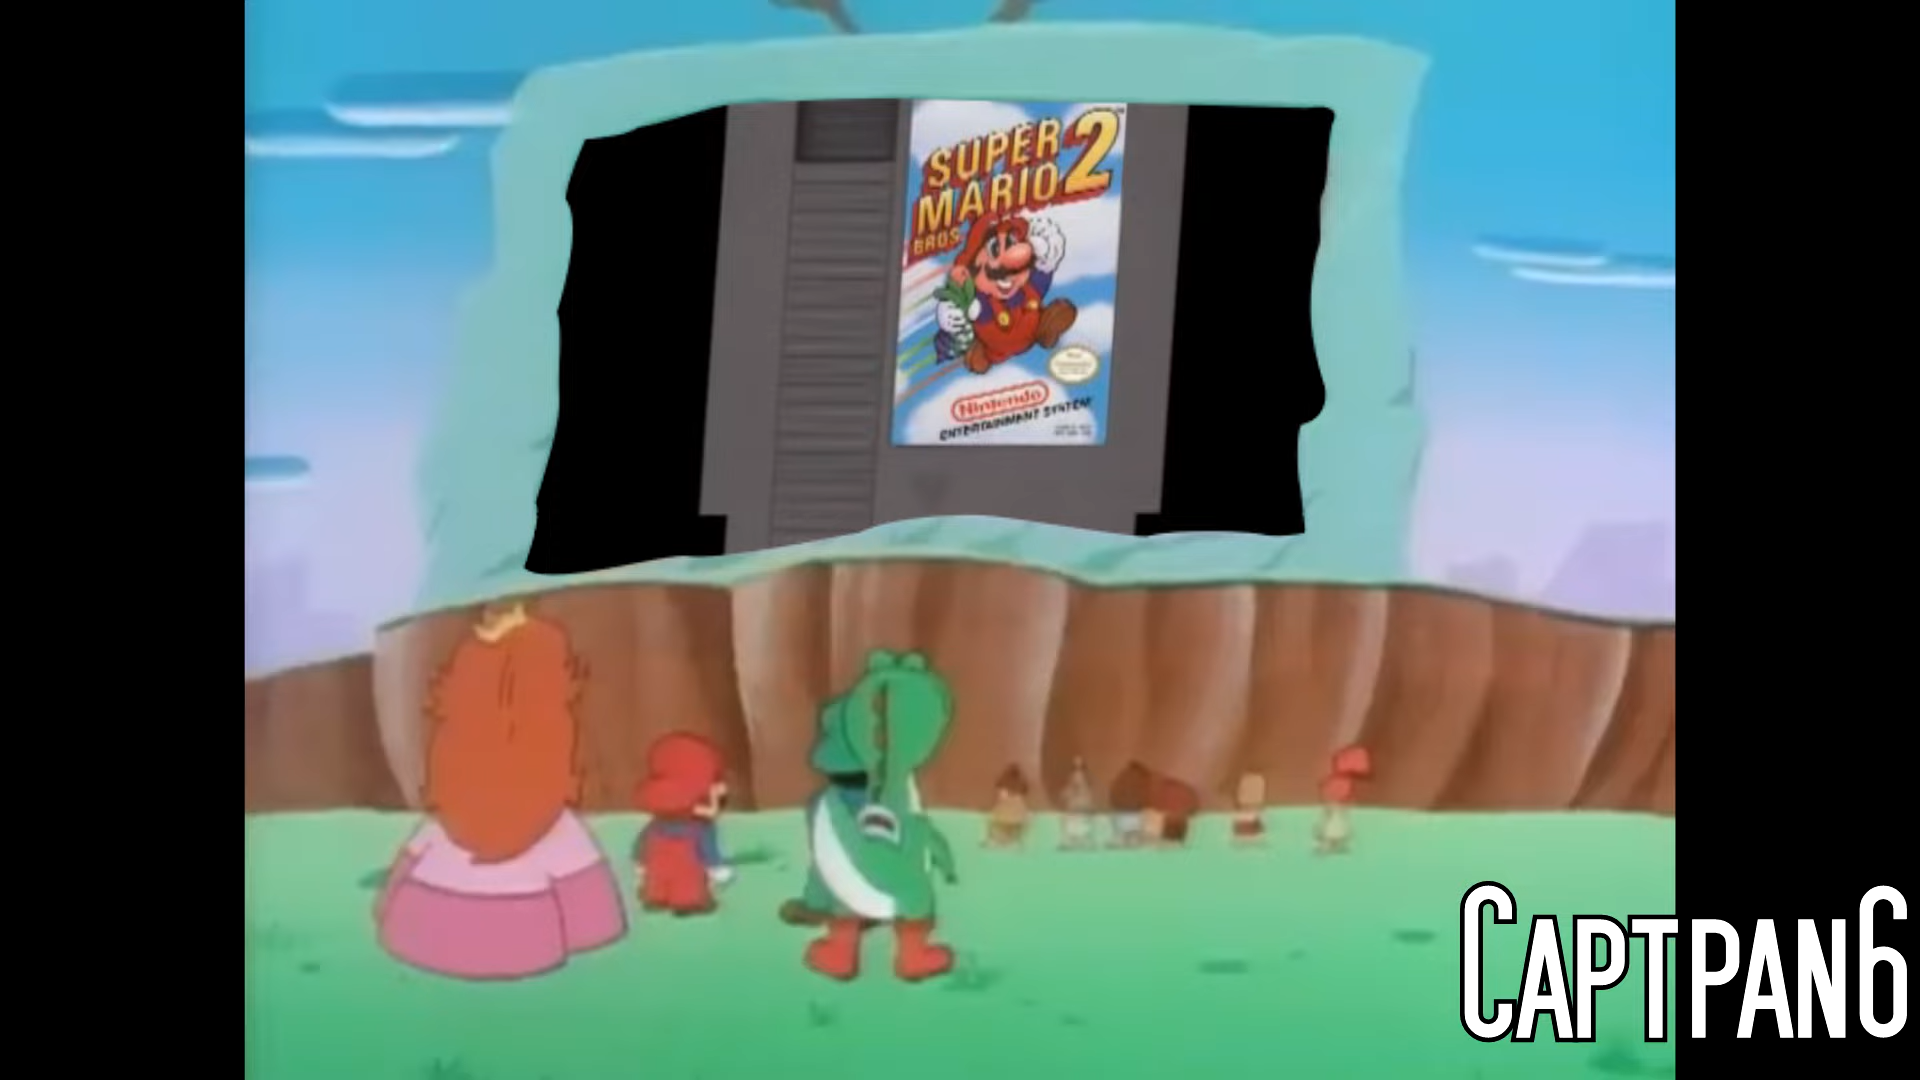 SUPER
MARIO 2
BROS
Nintendo
ENTERTAINMENT SYSTEM
CAPTPAN6